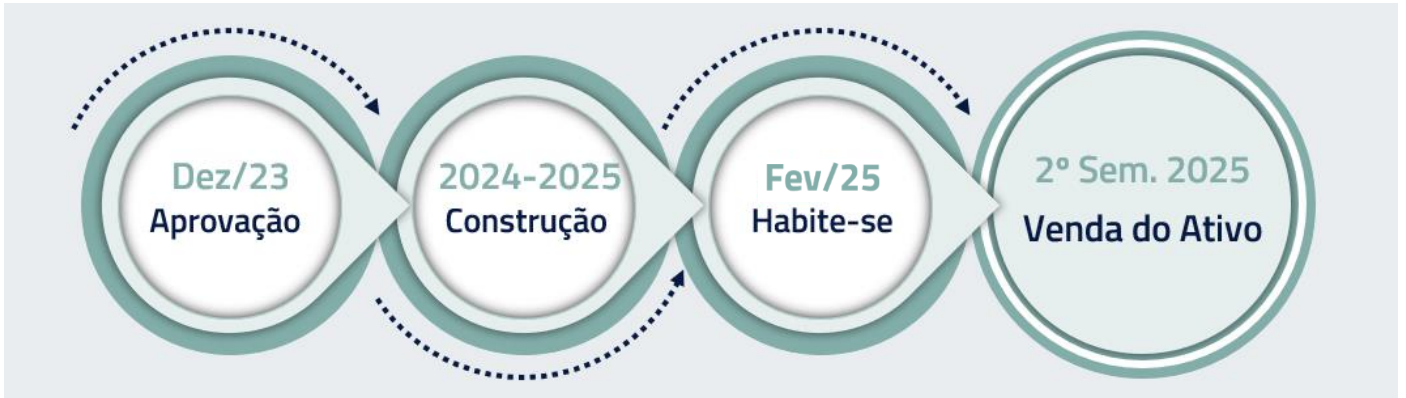 Dez/23
Aprovação
2024-2025
Construção
Fev/25
Habite-se
2º Sem. 2025
Venda do Ativo